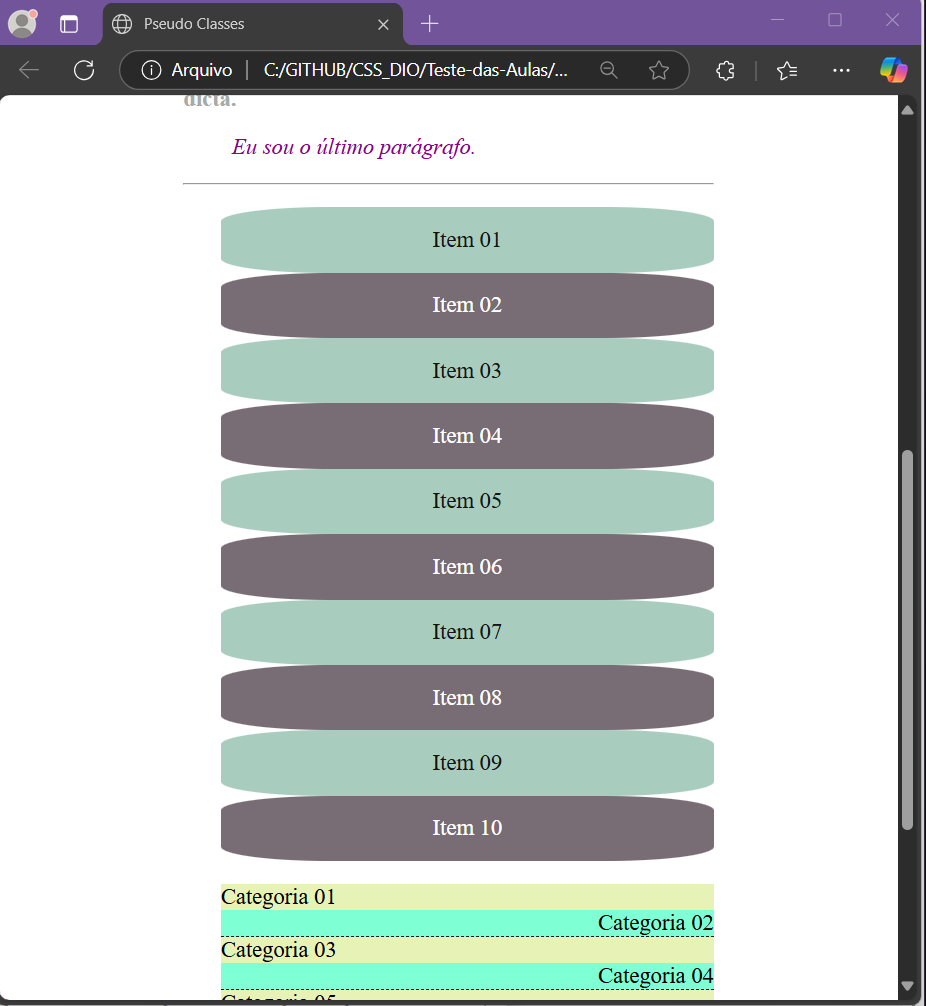 Pseudo Classes
Arquivo
C:/GITHUB/CSS_DIO/Teste-das-Aulas/...
dicta.
Eu sou o último parágrafo.
Item 01
Item 02
Item 03
Item 04
Item 05
Item 06
Item 07
Item 08
Item 09
Item 10
Categoria 01
Categoria 02
Categoria 03
Categoria 04
Categoria 05